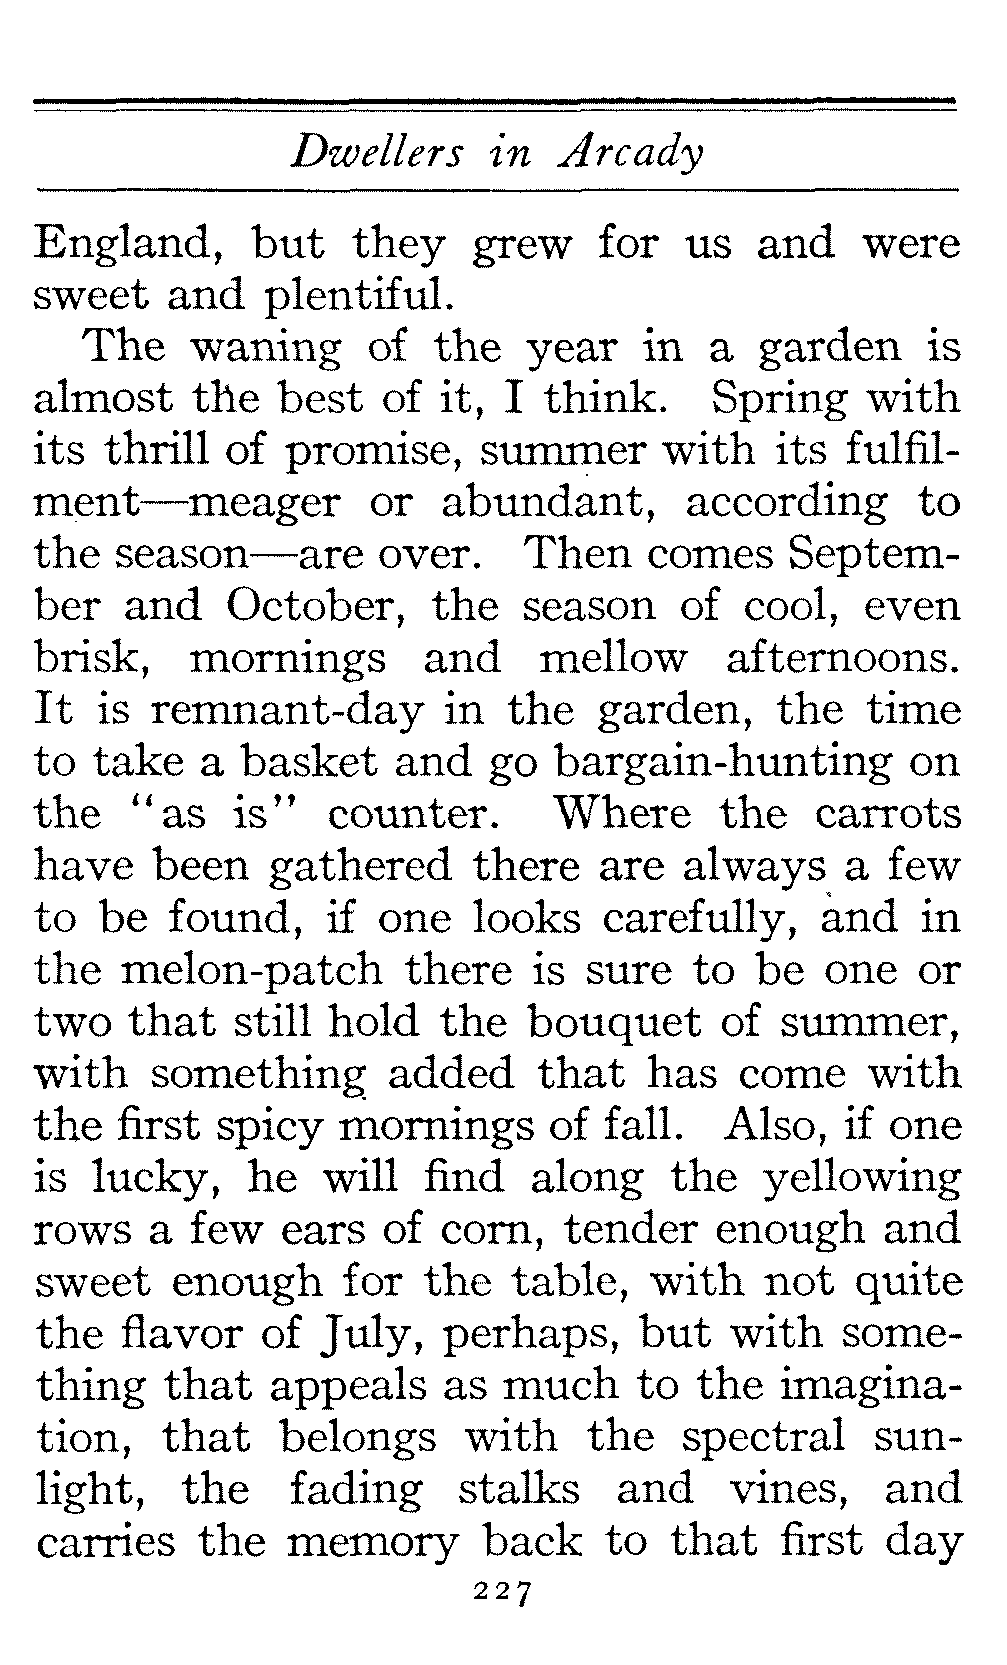 Dwellers in Arcady
England, but they grew for us and were
sweet and plentiful.
The waning of the year in a garden is
almost the best of it, I think. Spring with
its thrill of promise, summer with its fulfil-
ment—meager or abundant, according to
the season—are over. Then comes Septem-
ber and October, the season of cool, even
brisk, mornings and mellow afternoons.
It is remnant-day in the garden, the time
to take a basket and go bargain-hunting on
the "as is" counter. Where the carrots
have been gathered there are always a few
to be found, if one looks carefully, and in
the melon-patch there is sure to be one or
two that still hold the bouquet of summer,
with something added that has come with
the first spicy mornings of fall. Also, if one
is lucky, he will find along the yellowing
rows a few ears of corn, tender enough and
sweet enough for the table, with not quite
the flavor of July, perhaps, but with some-
thing that appeals as much to the imagina-
tion, that belongs with the spectral sun-
light, the fading stalks and vines, and
carries the memory back to that first day
227